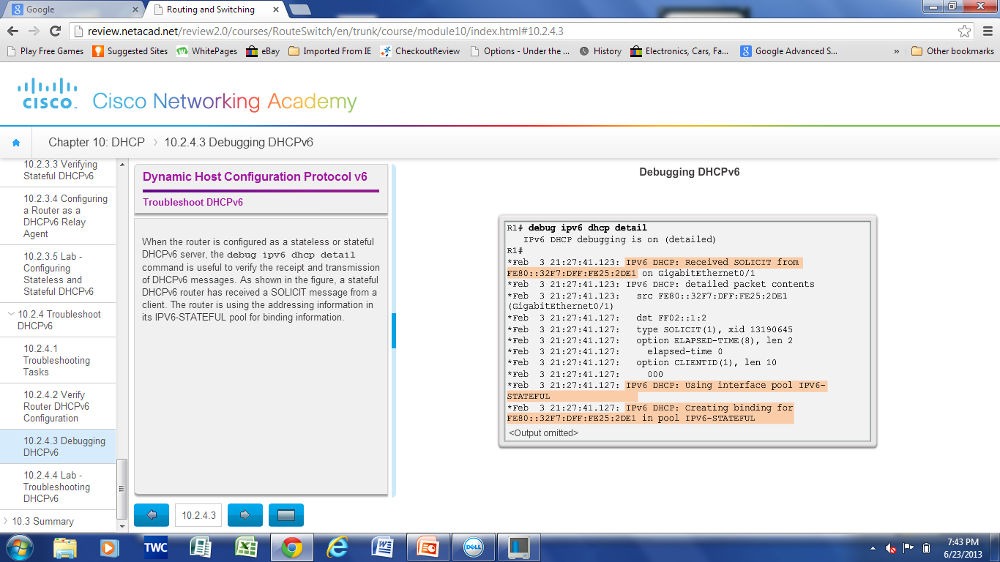 Google
Routing and Switching
review.netacad.net/review2.0/courses/RouteSwitch/en/trunk/course/module10/index.html#10.2.4.3
Play Free Games Suggested Sites WhitePages eBay Imported From IE CheckoutReview Options - Under the ... History Electronics, Cars, Fa... Google Advanced S... » Other bookmarks
CISCO. Cisco Networking Academy
Chapter 10: DHCP 10.2.4.3 Debugging DHCPv6
10.2.3.3 Verifying
Stateful DHCPv6
10.2.3.4 Configuring
a Router as a
DHCPv6 Relay
Agent
10.2.3.5 Lab -
Configuring
Stateless and
Stateful DHCPv6
10.2.4 Troubleshoot
DHCPv6
10.2.4.1
Troubleshooting
Tasks
10.2.4.2 Verify
Router DHCPv6
Configuration
10.2.4.3 Debugging
DHCPv6
10.2.4.4 Lab -
Troubleshooting
DHCPv6
10.3 Summary
Dynamic Host Configuration Protocol v6
Troubleshoot DHCPv6
When the router is configured as a stateless or stateful
DHCPv6 server, the debug ipv6 dhcp detail
command is useful to verify the receipt and transmission
of DHCPv6 messages. As shown in the figure, a stateful
DHCPv6 router has received a SOLICIT message from a
client. The router is using the addressing information in
its IPV6-STATEFUL pool for binding information.
10.2.4.3
Debugging DHCPv6
R1# debug ipv6 dhcp detail
IPv6 DHCP debugging is on (detailed)
R1#
*Feb 3 21:27:41.123: IPv6 DHCP: Received SOLICIT from
FE80::32F7:DFF:FE25:2DE1 on GigabitEthernet0/1
*Feb 3 21:27:41.123: IPv6 DHCP: detailed packet contents
*Feb 3 21:27:41.123: src FE80::32F7:DFF:FE25:2DE1
(GigabitEthernet0/1)
*Feb 3 21:27:41.127: dst FF02::1:2
*Feb 3 21:27:41.127: type SOLICIT(1), xid 13190645
*Feb 3 21:27:41.127: option ELAPSED-TIME(8), len 2
*Feb 3 21:27:41.127: elapsed-time 0
*Feb 3 21:27:41.127: option CLIENTID(1), len 10
*Feb 3 21:27:41.127: 000
*Feb 3 21:27:41.127: IPv6 DHCP: Using interface pool IPV6-
STATEFUL
*Feb 3 21:27:41.127: IPv6 DHCP: Creating binding for
FE80::32F7:DFF:FE25:2DE1 in pool IPV6-STATEFUL
<Output omitted>
TWC
DELL
7:43 PM
6/23/2013